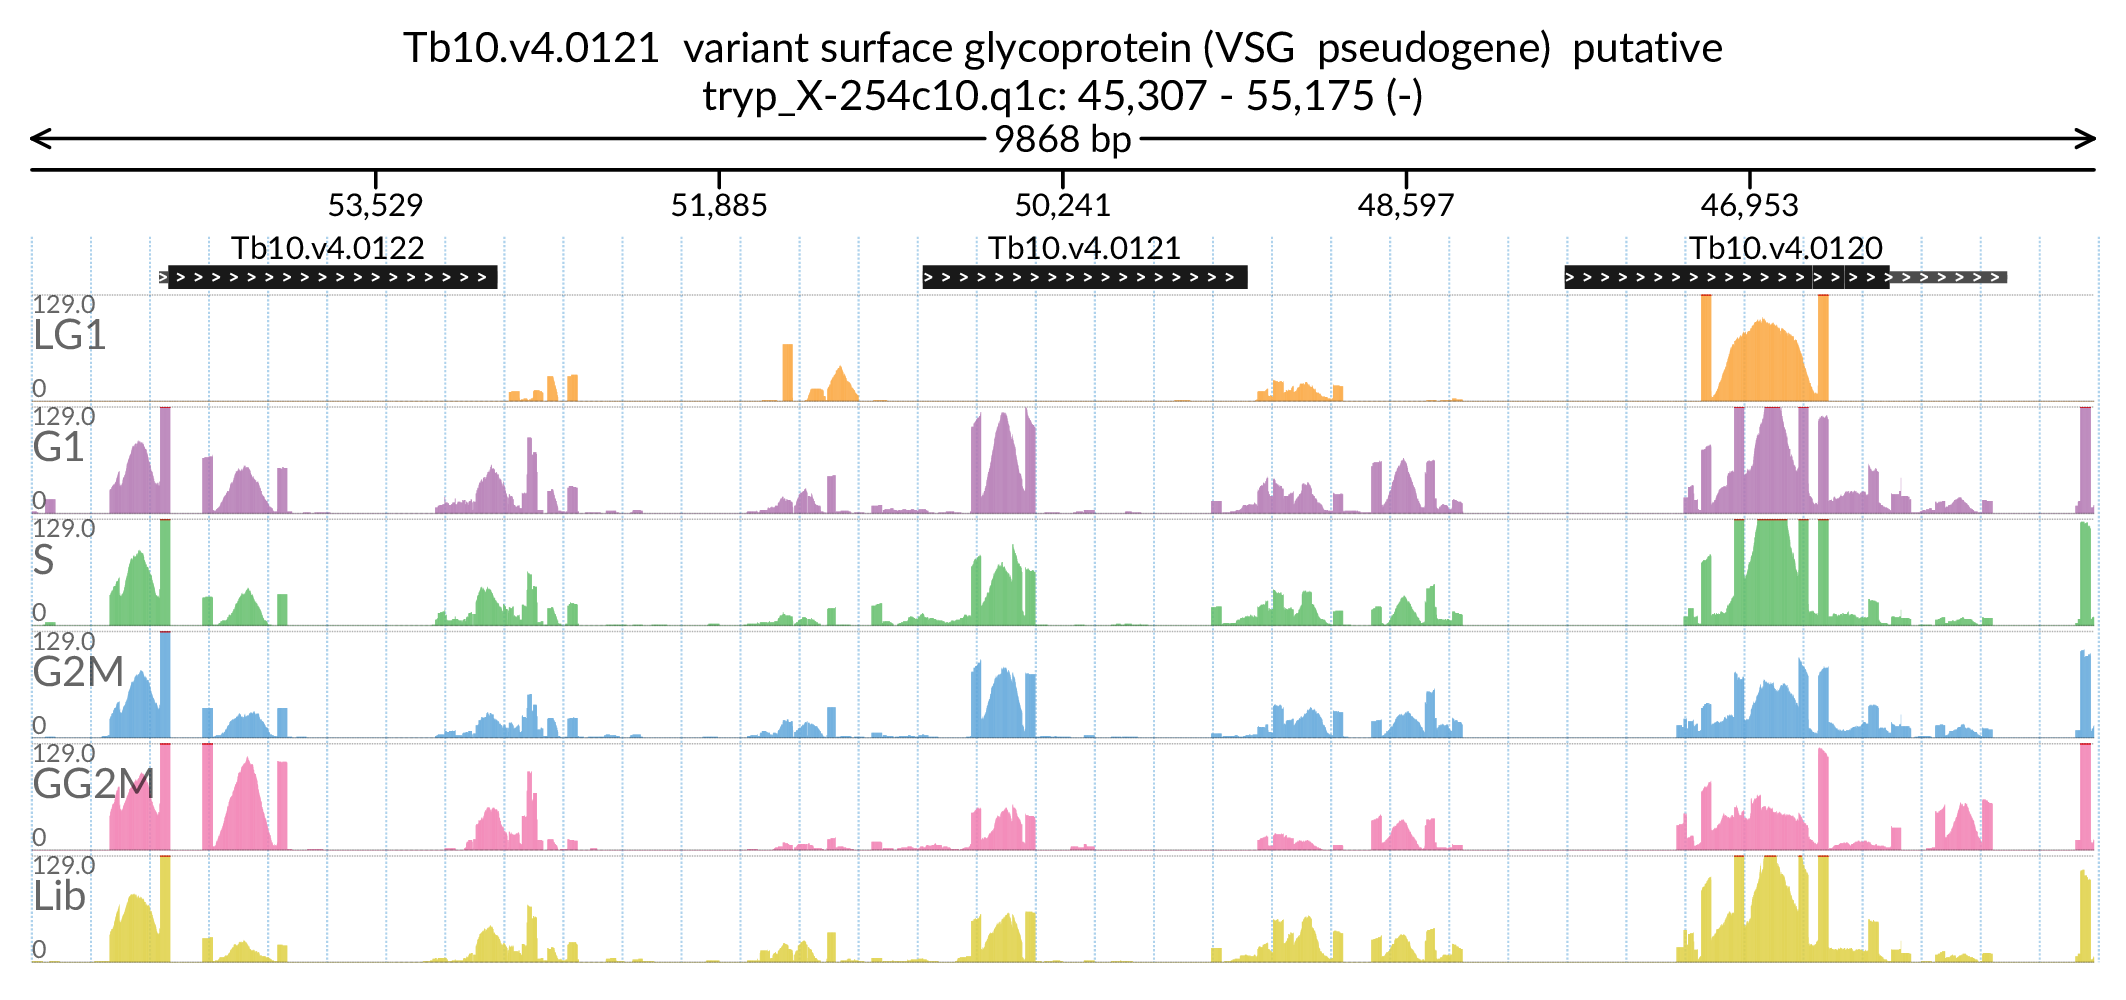 Tb10.v4.0121 variant surface glycoprotein (VSG pseudogene) putative
tryp_X-254c10.q1c: 45,307 - 55,175 (-)
9868 bp
53,529 51,885 50,241 48,597 46,953
Tb10.v4.0122 Tb10.v4.0121 Tb10.v4.0120
129.0
LG1
0
129.0
G1
0
129.0
S
0
129.0
G2M
0
129.0
GG2M
0
129.0
Lib
0